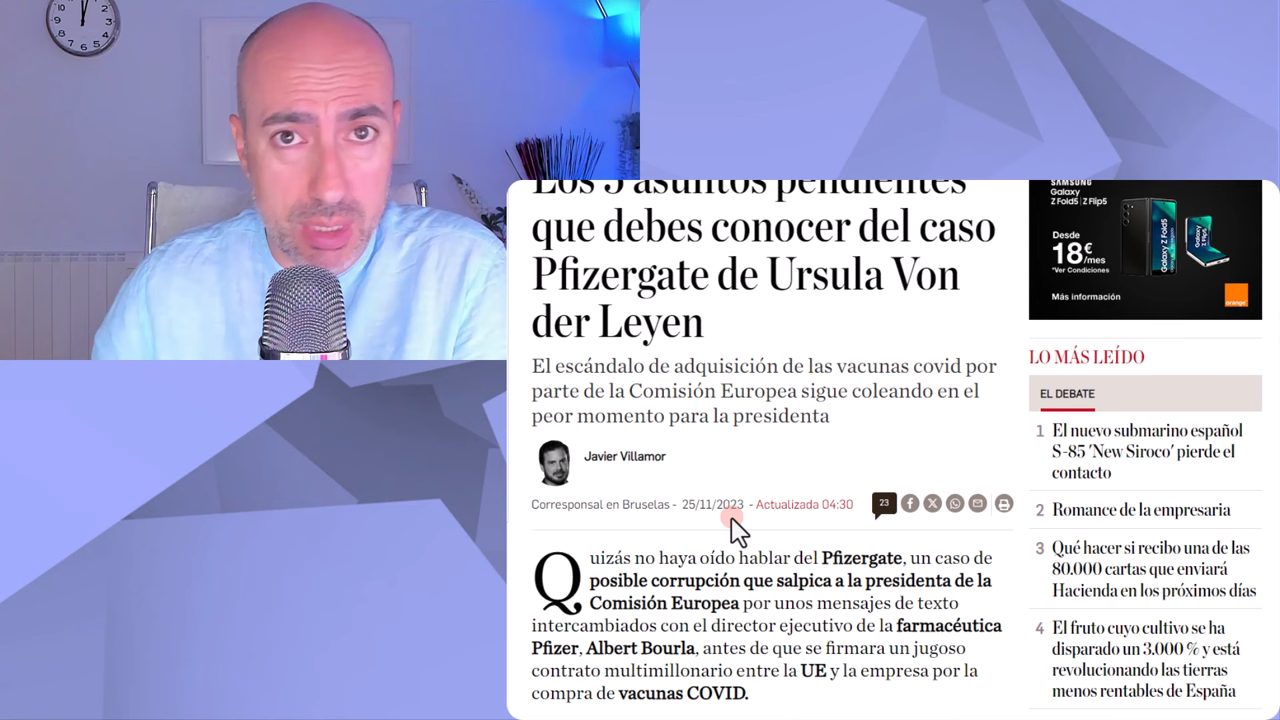 Los 5 asuntos pendientes
que debes conocer del caso
Pfizergate de Ursula Von
der Leyen
El escándalo de adquisición de las vacunas covid por
parte de la Comisión Europea sigue coleando en el
peor momento para la presidenta
Javier Villamor
Corresponsal en Bruselas - 25/11/2023 - Actualizada 04:30
23
Quizás no haya oído hablar del Pfizergate, un caso de
posible corrupción que salpica a la presidenta de la
Comisión Europea por unos mensajes de texto
intercambiados con el director ejecutivo de la farmacéutica
Pfizer, Albert Bourla, antes de que se firmara un jugoso
contrato multimillonario entre la UE y la empresa por la
compra de vacunas COVID.
SAMSUNG
Galaxy
Z Fold5 | Z Flip5
Desde
18€/mes
*Ver Condiciones
Más información
Galaxy Z Fold5
Galaxy Z Flip5
orange
LO MÁS LEÍDO
EL DEBATE
1 El nuevo submarino español
S-85 'New Siroco' pierde el
contacto
2 Romance de la empresaria
3 Qué hacer si recibo una de las
80.000 cartas que enviará
Hacienda en los próximos días
4 El fruto cuyo cultivo se ha
disparado un 3.000 % y está
revolucionando las tierras
menos rentables de España